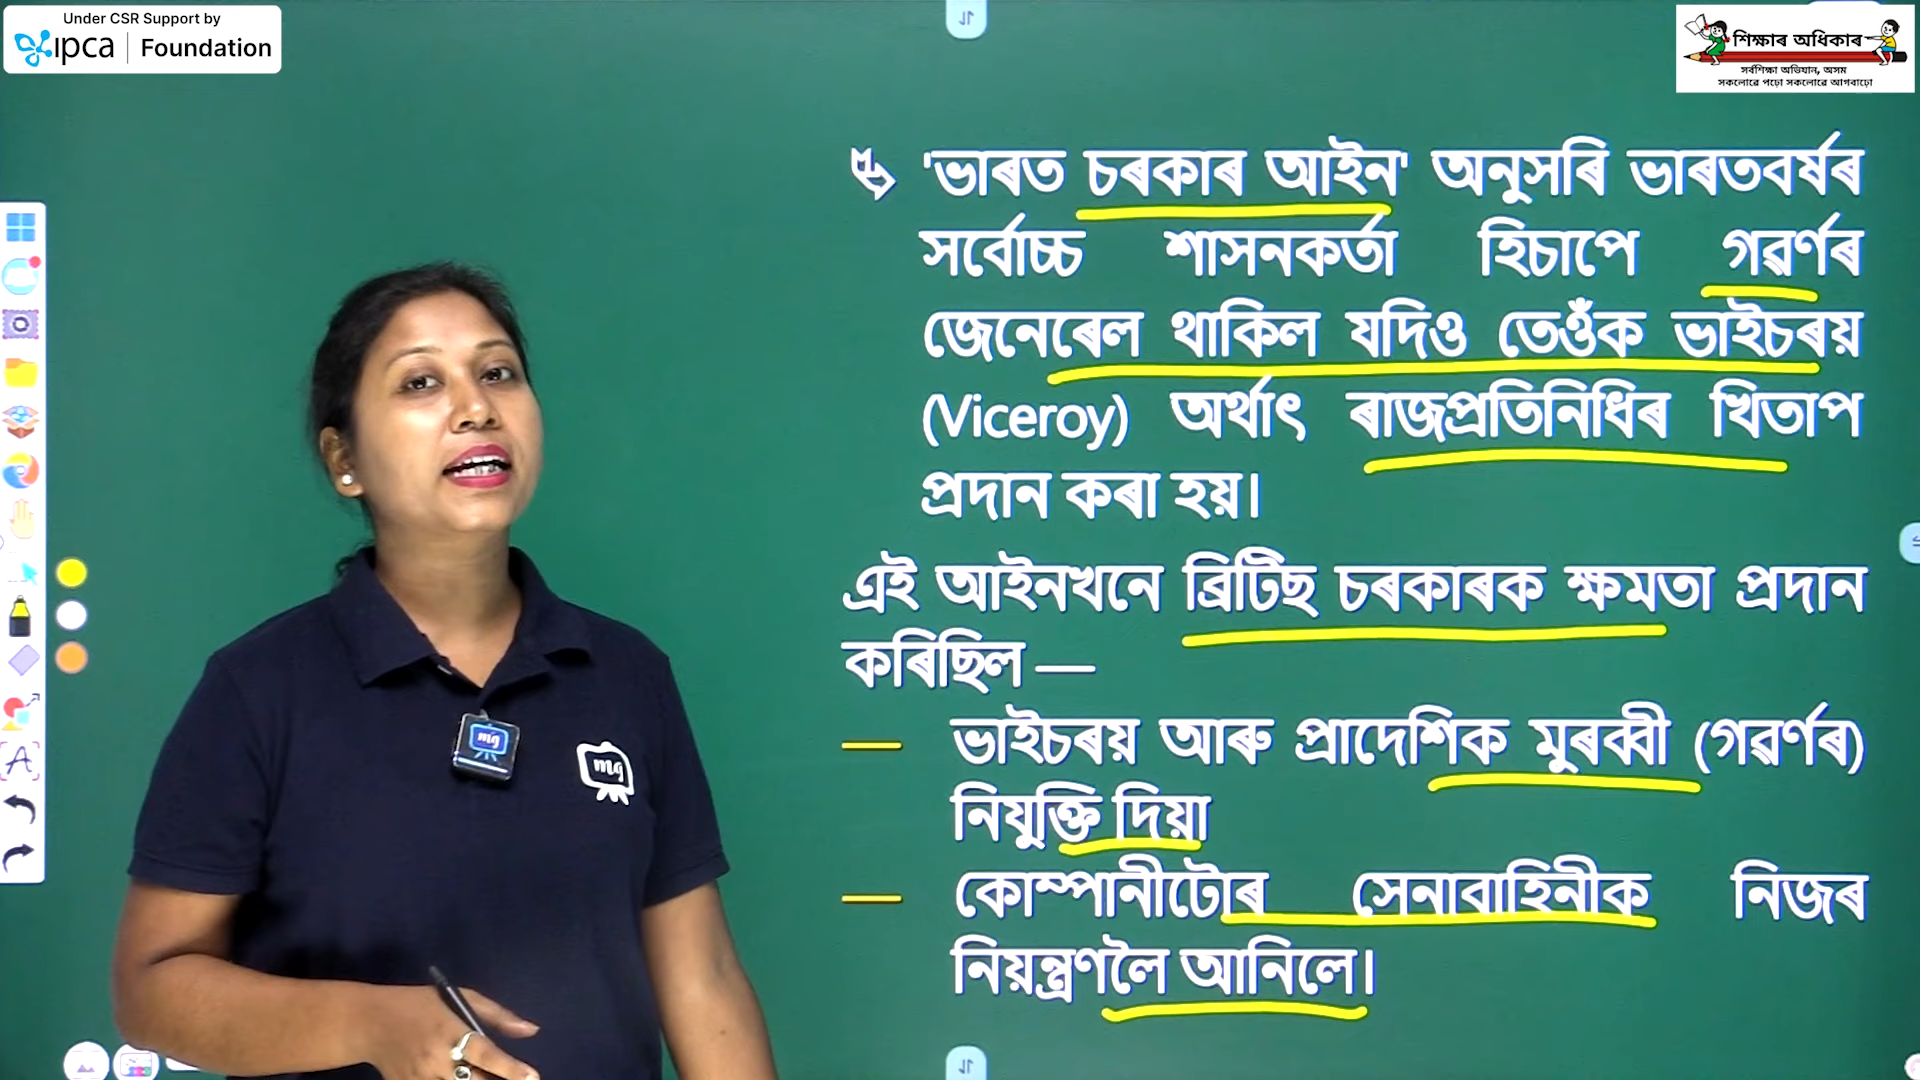 Under CSR Support by
ipca Foundation
শিক্ষাৰ অধিকাৰ
সৰ্বশিক্ষা অভিযান, অসম
সকলোৱে পঢ়ো সকলোৱে আগবাঢ়ো
'ভাৰত চৰকাৰ আইন' অনুসৰি ভাৰতবৰ্ষৰ
সৰ্বোচ্চ শাসনকৰ্তা হিচাপে গৱৰ্ণৰ
জেনেৰেল থাকিল যদিও তেওঁক ভাইচৰয়
(Viceroy) অৰ্থাৎ ৰাজপ্ৰতিনিধিৰ খিতাপ
প্ৰদান কৰা হয়।
এই আইনখনে ব্ৰিটিছ চৰকাৰক ক্ষমতা প্ৰদান
কৰিছিল —
— ভাইচৰয় আৰু প্ৰাদেশিক মুৰব্বী (গৱৰ্ণৰ)
নিযুক্তি দিয়া
— কোম্পানীটোৰ সেনাবাহিনীক নিজৰ
নিয়ন্ত্ৰণলৈ আনিলে।
mg
mg